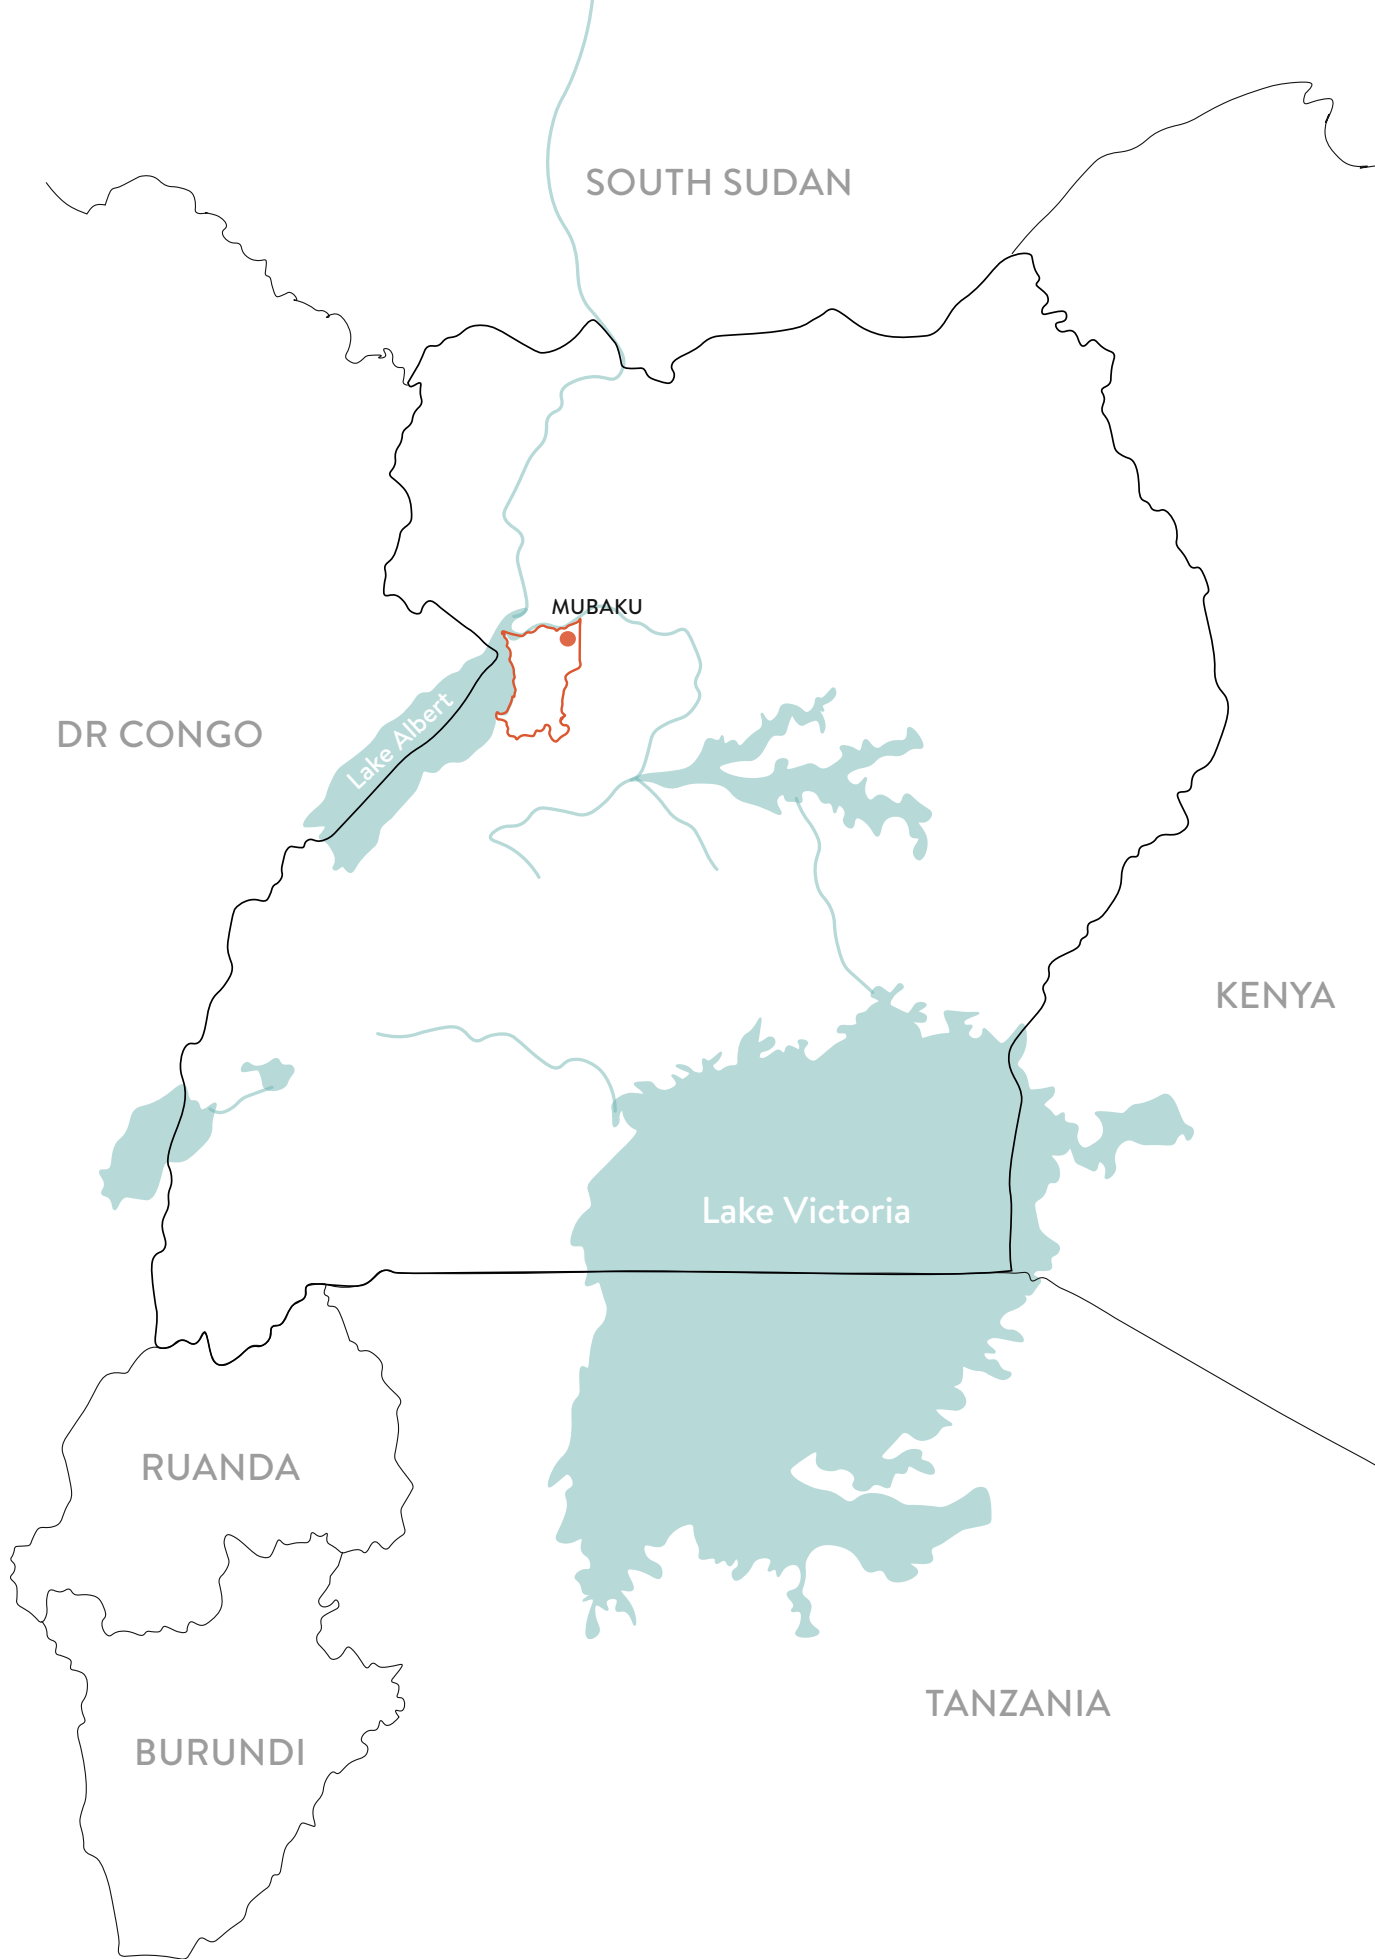 SOUTH SUDAN
MUBAKU
Lake Albert
DR CONGO
KENYA
Lake Victoria
RUANDA
TANZANIA
BURUNDI